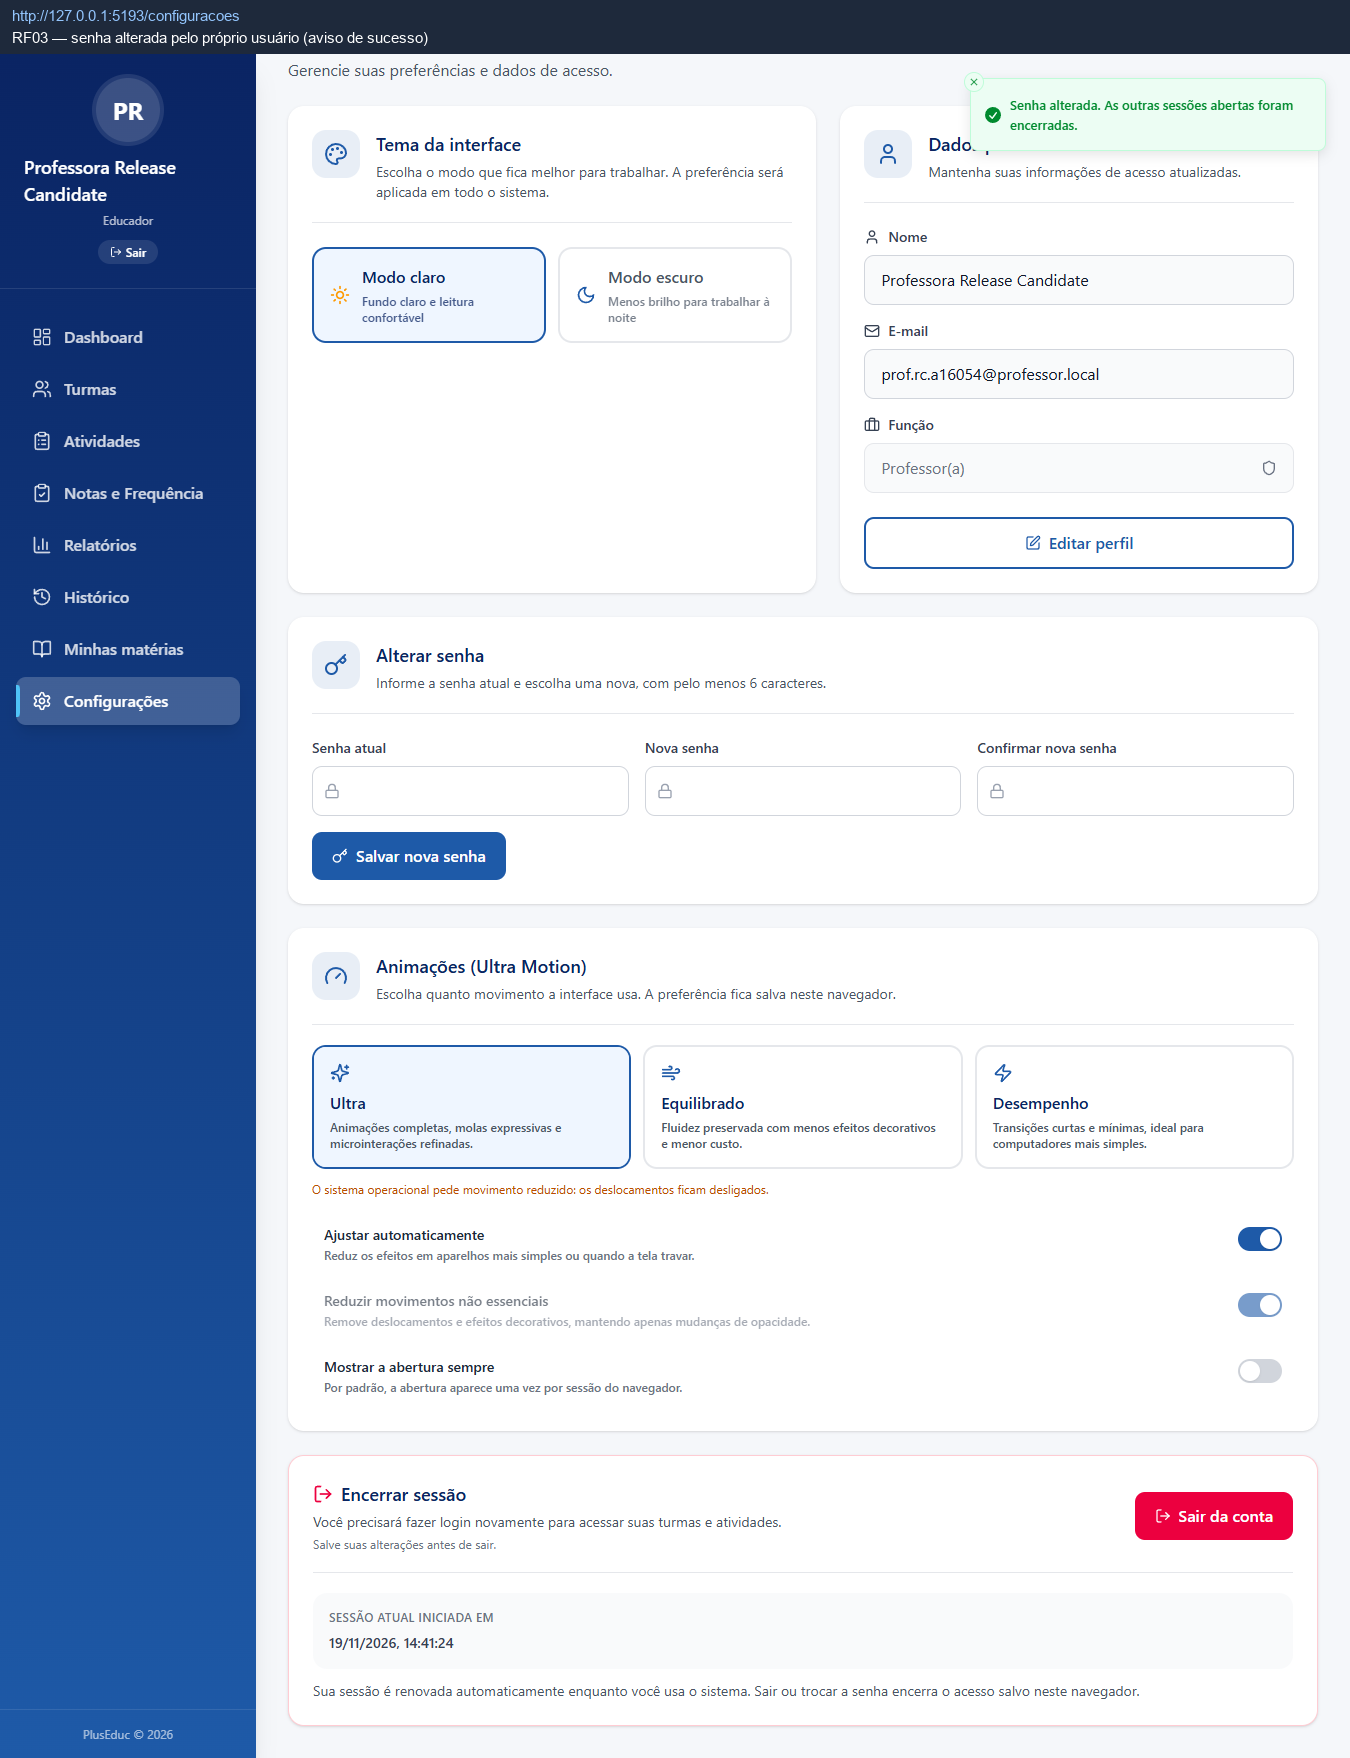 http://127.0.0.1:5193/configuracoes
RF03 — senha alterada pelo próprio usuário (aviso de sucesso)
PR
Professora Release
Candidate
Educador
Sair
Dashboard
Turmas
Atividades
Notas e Frequência
Relatórios
Histórico
Minhas matérias
Configurações
PlusEduc © 2026
Gerencie suas preferências e dados de acesso.
Senha alterada. As outras sessões abertas foram
encerradas.
Tema da interface
Escolha o modo que fica melhor para trabalhar. A preferência será
aplicada em todo o sistema.
Modo claro
Fundo claro e leitura
confortável
Modo escuro
Menos brilho para trabalhar à
noite
Mantenha suas informações de acesso atualizadas.
Nome
Professora Release Candidate
E-mail
prof.rc.a16054@professor.local
Função
Professor(a)
Editar perfil
Alterar senha
Informe a senha atual e escolha uma nova, com pelo menos 6 caracteres.
Senha atual
Nova senha
Confirmar nova senha
Salvar nova senha
Animações (Ultra Motion)
Escolha quanto movimento a interface usa. A preferência fica salva neste navegador.
Ultra
Animações completas, molas expressivas e
microinterações refinadas.
Equilibrado
Fluidez preservada com menos efeitos decorativos
e menor custo.
Desempenho
Transições curtas e mínimas, ideal para
computadores mais simples.
O sistema operacional pede movimento reduzido: os deslocamentos ficam desligados.
Ajustar automaticamente
Reduz os efeitos em aparelhos mais simples ou quando a tela travar.
Reduzir movimentos não essenciais
Remove deslocamentos e efeitos decorativos, mantendo apenas mudanças de opacidade.
Mostrar a abertura sempre
Por padrão, a abertura aparece uma vez por sessão do navegador.
Encerrar sessão
Você precisará fazer login novamente para acessar suas turmas e atividades.
Salve suas alterações antes de sair.
Sair da conta
SESSÃO ATUAL INICIADA EM
19/11/2026, 14:41:24
Sua sessão é renovada automaticamente enquanto você usa o sistema. Sair ou trocar a senha encerra o acesso salvo neste navegador.